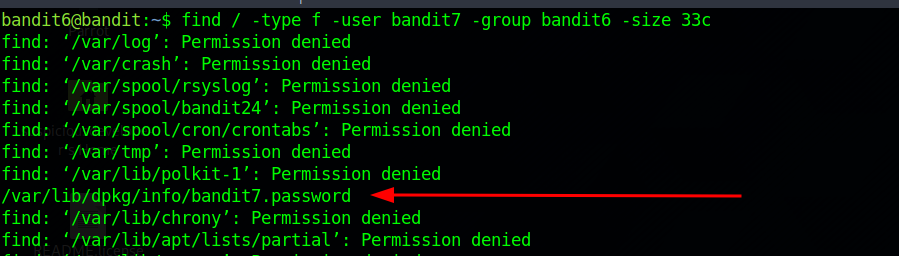 bandit6@bandit:~$ find / -type f -user bandit7 -group bandit6 -size 33c
find: ‘/var/log’: Permission denied
find: ‘/var/crash’: Permission denied
find: ‘/var/spool/rsyslog’: Permission denied
find: ‘/var/spool/bandit24’: Permission denied
find: ‘/var/spool/cron/crontabs’: Permission denied
find: ‘/var/tmp’: Permission denied
find: ‘/var/lib/polkit-1’: Permission denied
/var/lib/dpkg/info/bandit7.password
find: ‘/var/lib/chrony’: Permission denied
find: ‘/var/lib/apt/lists/partial’: Permission denied